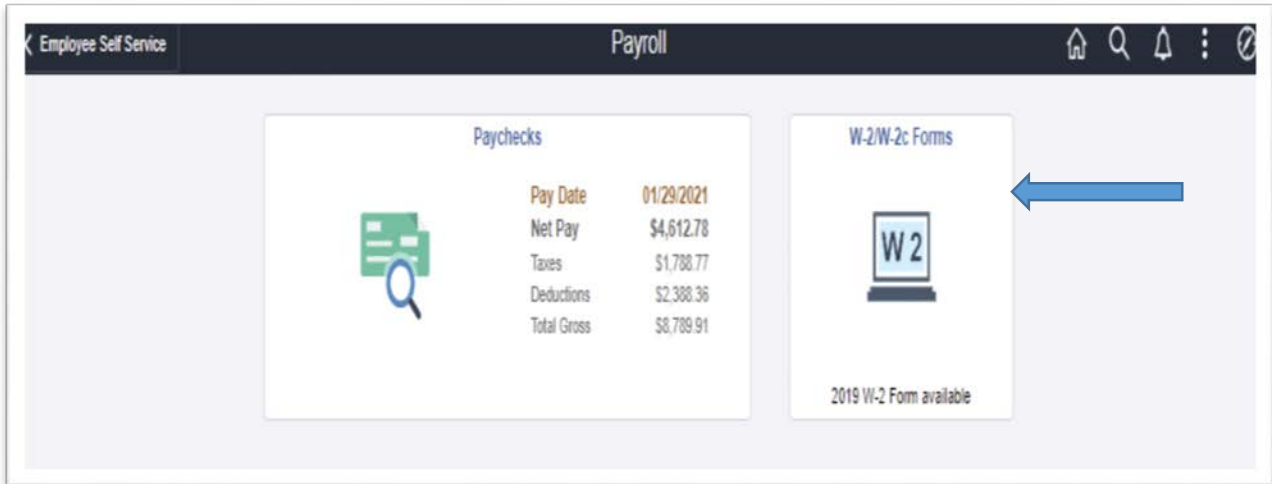 Employee Self Service
Payroll
Paychecks
Pay Date 01/29/2021
Net Pay $4,612.78
Taxes $1,788.77
Deductions $2,388.36
Total Gross $8,789.91
W-2/W-2c Forms
W 2
2019 W-2 Form available